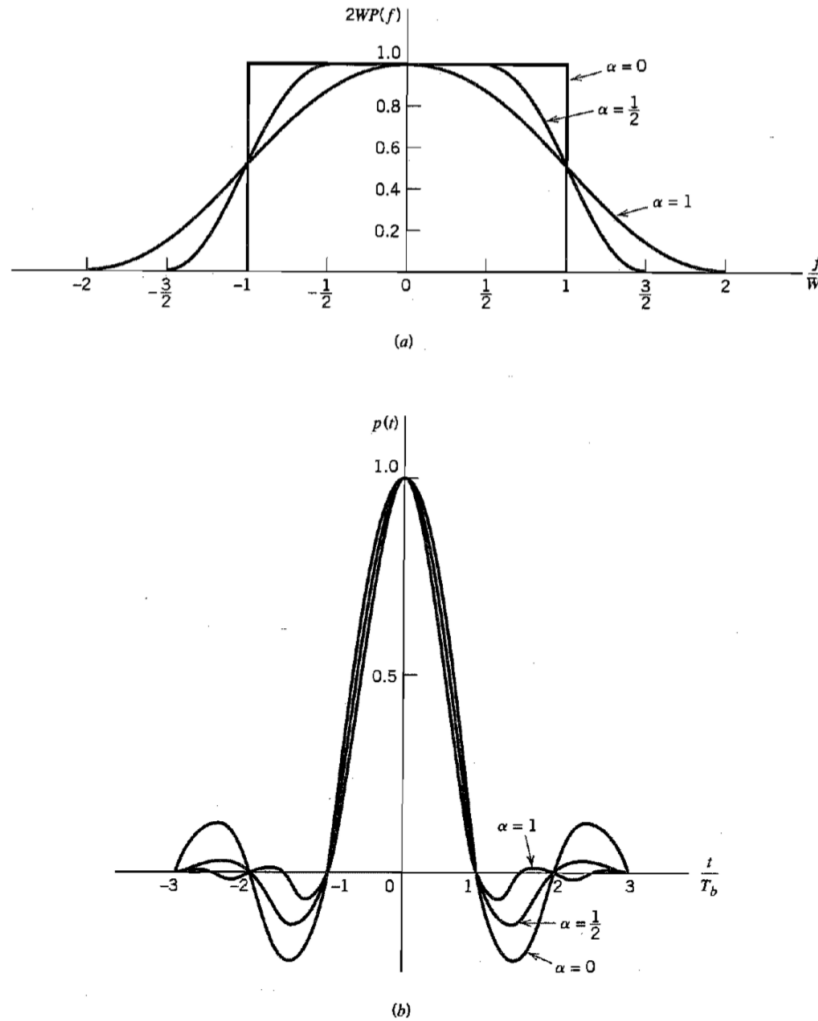 2WP(f)
1.0
α = 0
0.8
α = 1/2
0.6
0.4
α = 1
0.2
-2 -3/2 -1 -1/2 0 1/2 1 3/2 2 f/W
(a)
p(t)
1.0
0.5
α = 1
-3 -2 -1 0 1 2 3 t/T_b
α = 1/2
α = 0
(b)